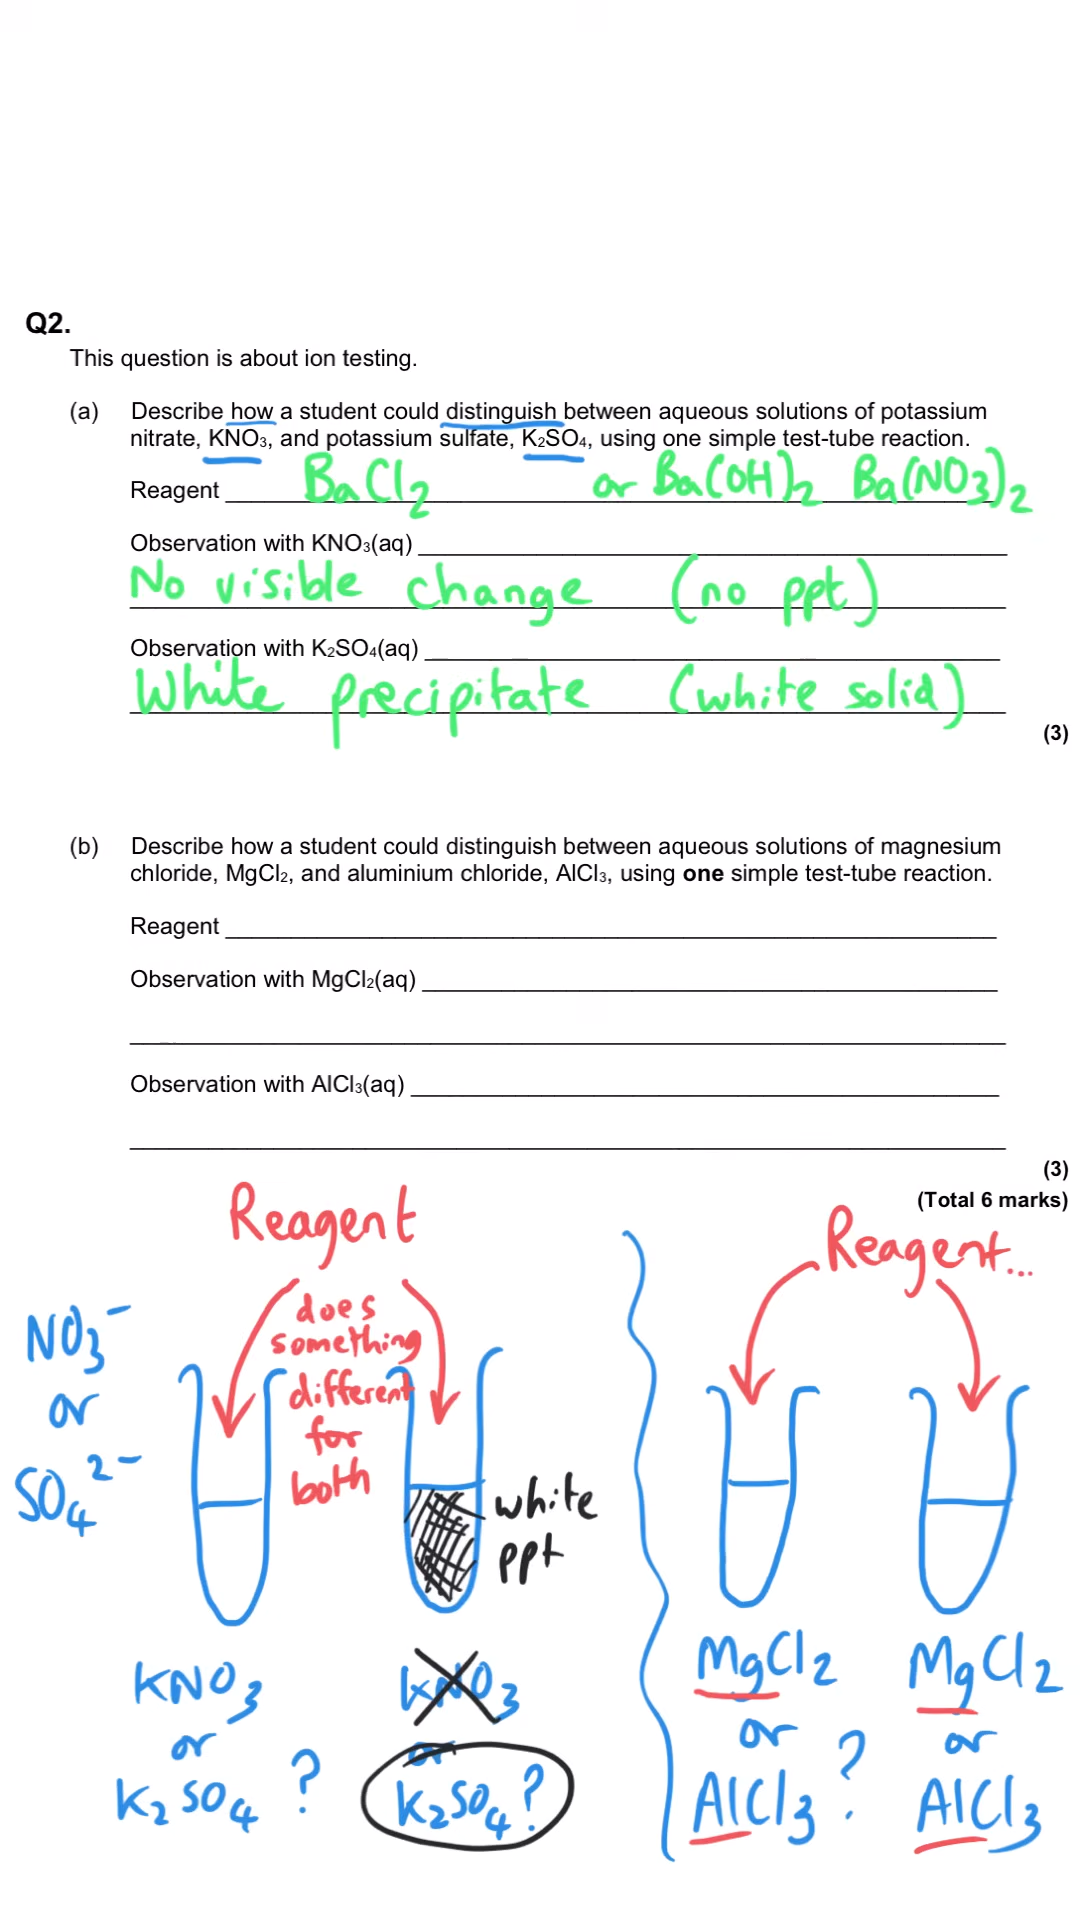 Q2.
This question is about ion testing.
(a) Describe how a student could distinguish between aqueous solutions of potassium
nitrate, KNO₃, and potassium sulfate, K₂SO₄, using one simple test-tube reaction.
Reagent BaCl₂ or Ba(OH)₂ Ba(NO₃)₂
Observation with KNO₃(aq)
No visible change (no ppt)
Observation with K₂SO₄(aq)
White precipitate (white solid)
(3)
(b) Describe how a student could distinguish between aqueous solutions of magnesium
chloride, MgCl₂, and aluminium chloride, AlCl₃, using one simple test-tube reaction.
Reagent
Observation with MgCl₂(aq)
Observation with AlCl₃(aq)
(3)
(Total 6 marks)
Reagent
does
something
different
for
both
NO₃⁻
or
SO₄²⁻
white
ppt
KNO₃
or
K₂SO₄ ?
KNO₃
or
K₂SO₄?
Reagent...
MgCl₂
or
AlCl₃ ?
MgCl₂
or
AlCl₃